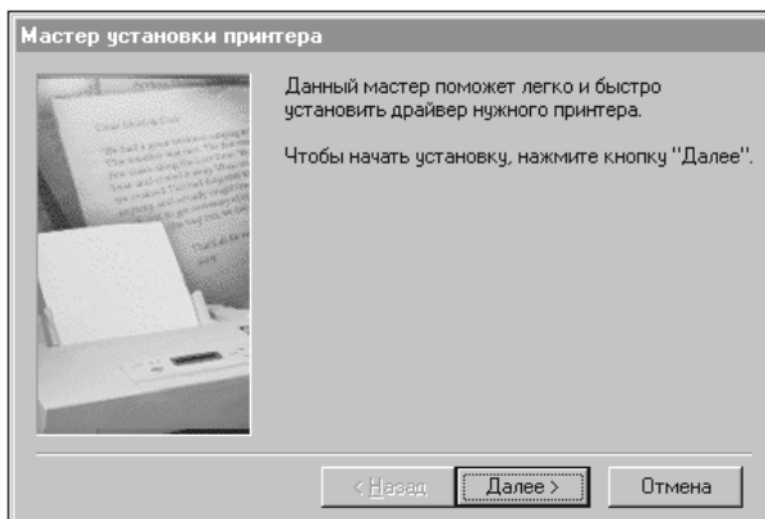 Мастер установки принтера
Данный мастер поможет легко и быстро
установить драйвер нужного принтера.
Чтобы начать установку, нажмите кнопку "Далее".
< Назад
Далее >
Отмена